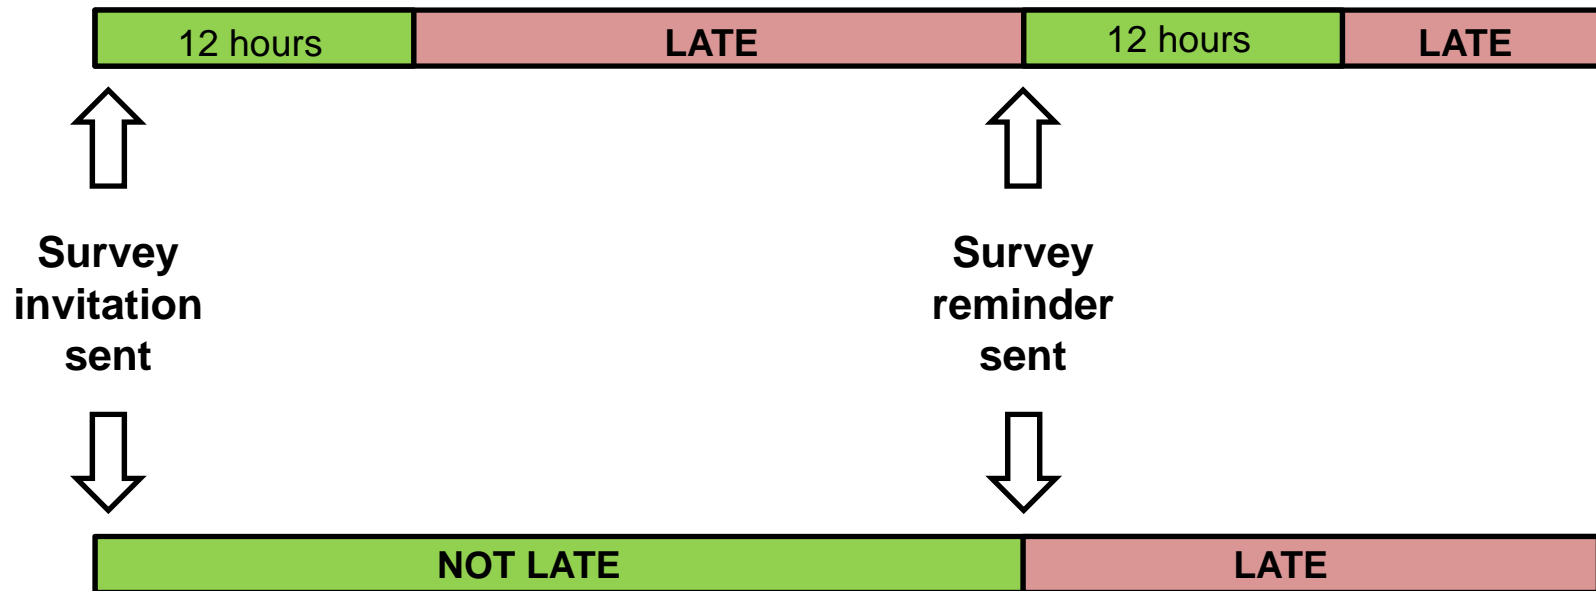 12 hours
LATE
12 hours
LATE
Survey
invitation
sent
Survey
reminder
sent
NOT LATE
LATE